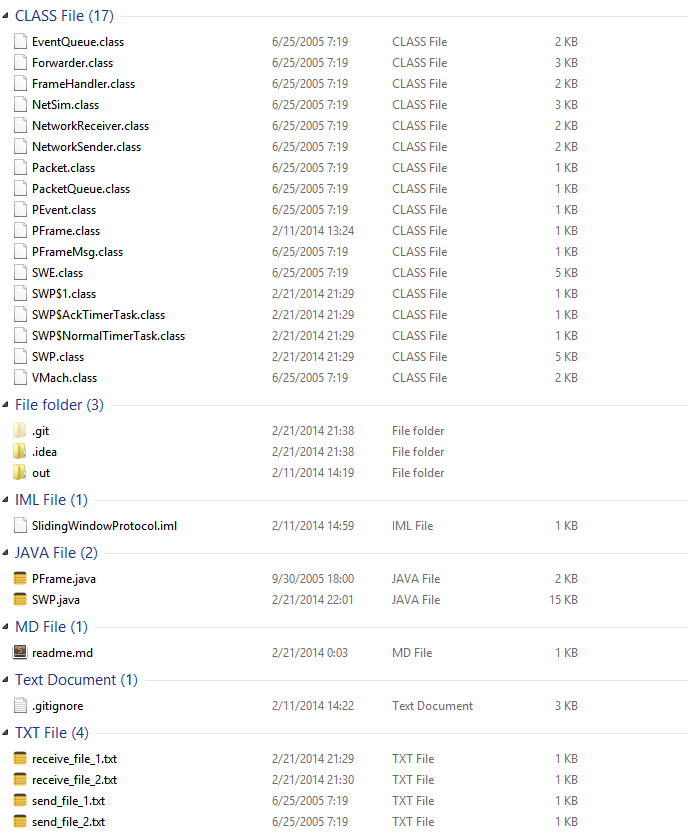 CLASS File (17)
EventQueue.class 6/25/2005 7:19 CLASS File 2 KB
Forwarder.class 6/25/2005 7:19 CLASS File 3 KB
FrameHandler.class 6/25/2005 7:19 CLASS File 2 KB
NetSim.class 6/25/2005 7:19 CLASS File 3 KB
NetworkReceiver.class 6/25/2005 7:19 CLASS File 2 KB
NetworkSender.class 6/25/2005 7:19 CLASS File 2 KB
Packet.class 6/25/2005 7:19 CLASS File 1 KB
PacketQueue.class 6/25/2005 7:19 CLASS File 1 KB
PEvent.class 6/25/2005 7:19 CLASS File 1 KB
PFrame.class 2/11/2014 13:24 CLASS File 1 KB
PFrameMsg.class 6/25/2005 7:19 CLASS File 1 KB
SWE.class 6/25/2005 7:19 CLASS File 5 KB
SWP$1.class 2/21/2014 21:29 CLASS File 1 KB
SWP$AckTimerTask.class 2/21/2014 21:29 CLASS File 1 KB
SWP$NormalTimerTask.class 2/21/2014 21:29 CLASS File 1 KB
SWP.class 2/21/2014 21:29 CLASS File 5 KB
VMach.class 6/25/2005 7:19 CLASS File 2 KB
File folder (3)
.git 2/21/2014 21:38 File folder
.idea 2/21/2014 21:38 File folder
out 2/11/2014 14:19 File folder
IML File (1)
SlidingWindowProtocol.iml 2/11/2014 14:59 IML File 1 KB
JAVA File (2)
PFrame.java 9/30/2005 18:00 JAVA File 2 KB
SWP.java 2/21/2014 22:01 JAVA File 15 KB
MD File (1)
readme.md 2/21/2014 0:03 MD File 1 KB
Text Document (1)
.gitignore 2/11/2014 14:22 Text Document 3 KB
TXT File (4)
receive_file_1.txt 2/21/2014 21:29 TXT File 1 KB
receive_file_2.txt 2/21/2014 21:30 TXT File 1 KB
send_file_1.txt 6/25/2005 7:19 TXT File 1 KB
send_file_2.txt 6/25/2005 7:19 TXT File 1 KB